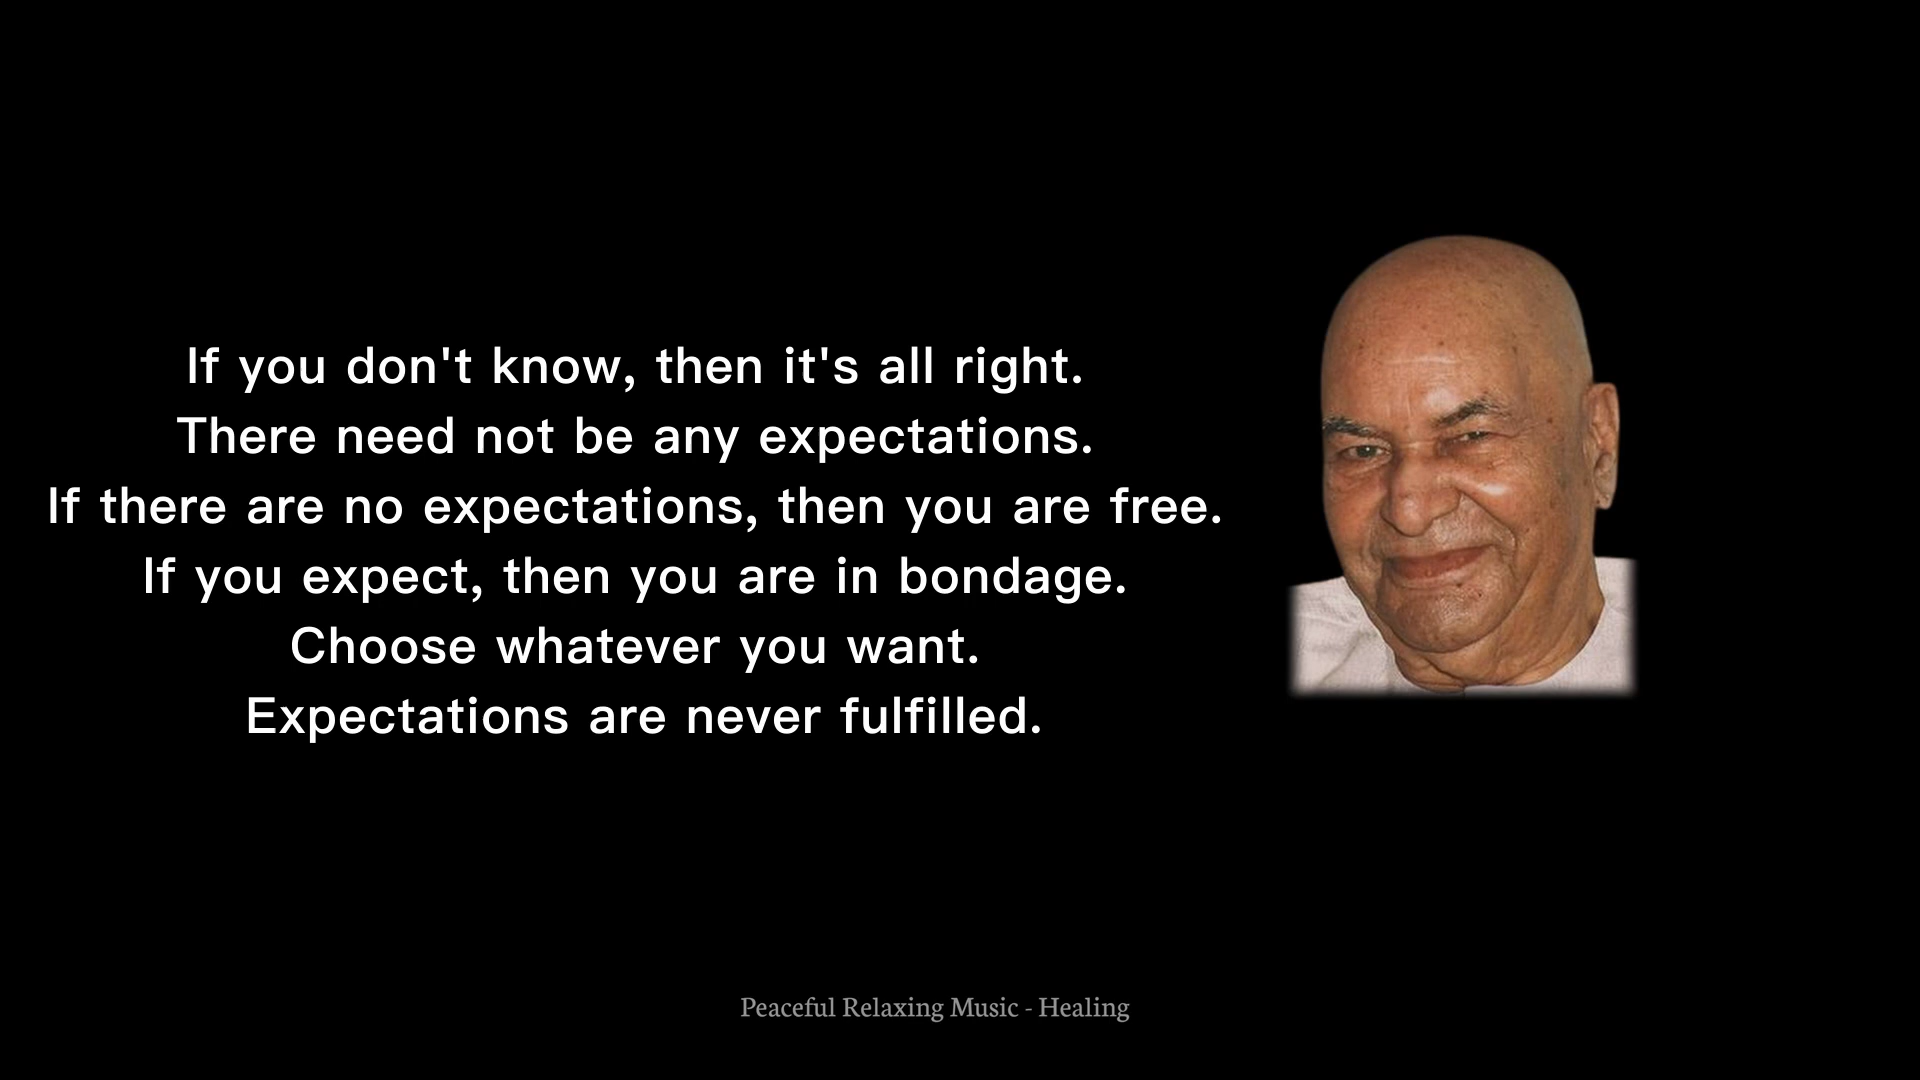 If you don't know, then it's all right.
There need not be any expectations.
If there are no expectations, then you are free.
If you expect, then you are in bondage.
Choose whatever you want.
Expectations are never fulfilled.
Peaceful Relaxing Music - Healing